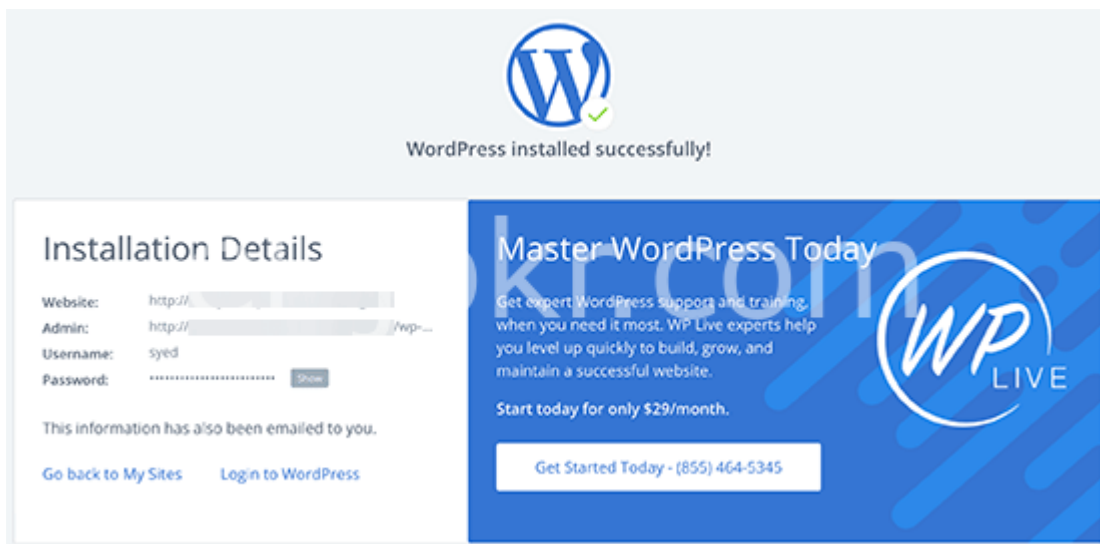 WordPress installed successfully!
Installation Details
Website: http://
Admin: http:// /wp-...
Username: syed
Password: •••••••••••••••••••••••••• Show
This information has also been emailed to you.
Go back to My Sites Login to WordPress
Master WordPress Today
Get expert WordPress support and training,
when you need it most. WP Live experts help
you level up quickly to build, grow, and
maintain a successful website.
Start today for only $29/month.
Get Started Today - (855) 464-5345
WP
LIVE
kr.com